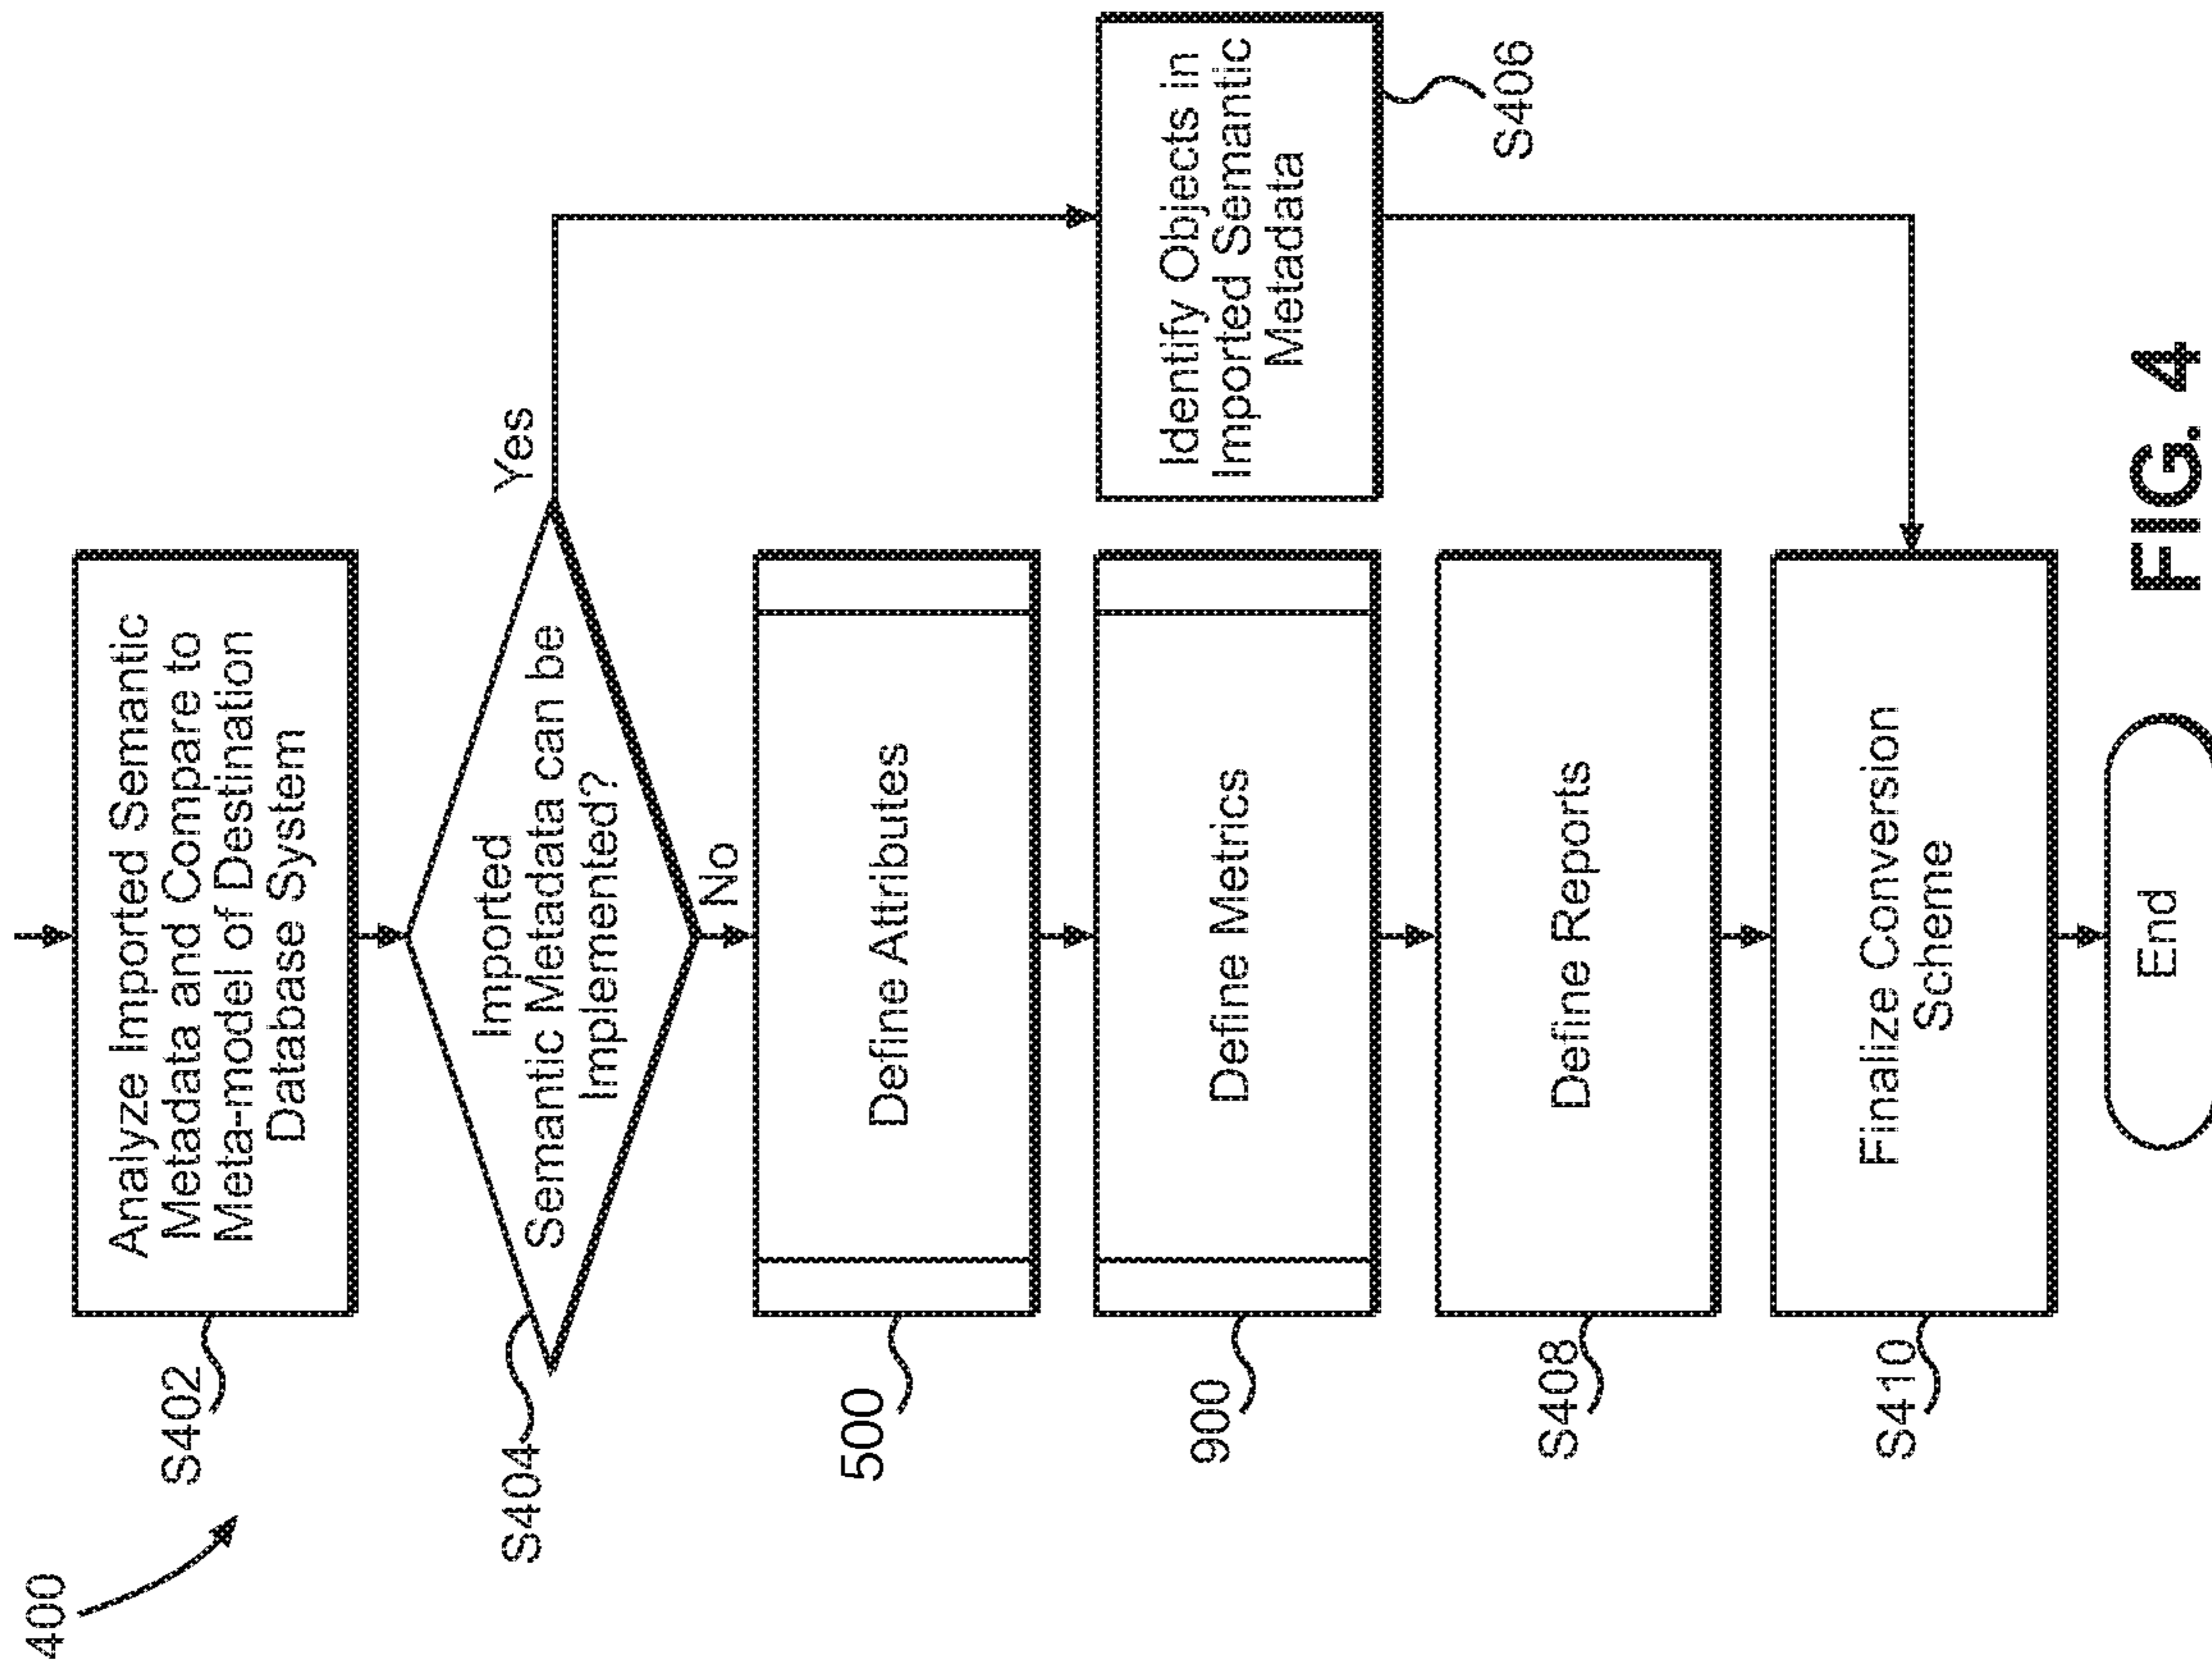 400
S402
Analyze Imported Semantic
Metadata and Compare to
Meta-model of Destination
Database System
S404
Imported
Semantic Metadata can be
Implemented?
Yes
No
500
Define Attributes
900
Define Metrics
Identify Objects in
Imported Semantic
Metadata
S406
S408
Define Reports
S410
Finalize Conversion
Scheme
End
FIG. 4